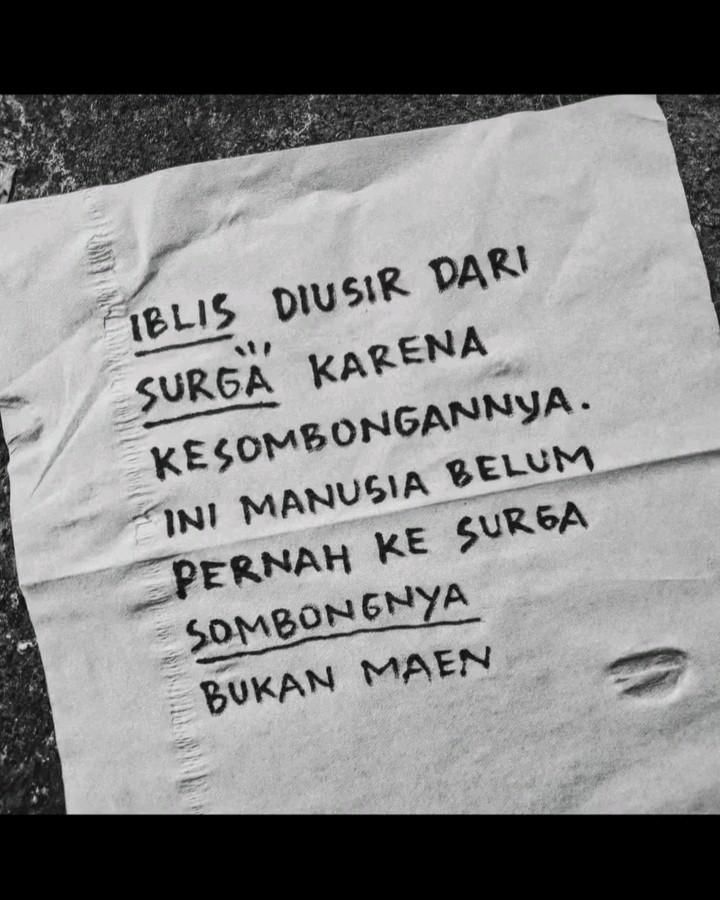 IBLIS DIUSIR DARI
SURGA KARENA
KESOMBONGANNYA.
INI MANUSIA BELUM
PERNAH KE SURGA
SOMBONGNYA
BUKAN MAEN